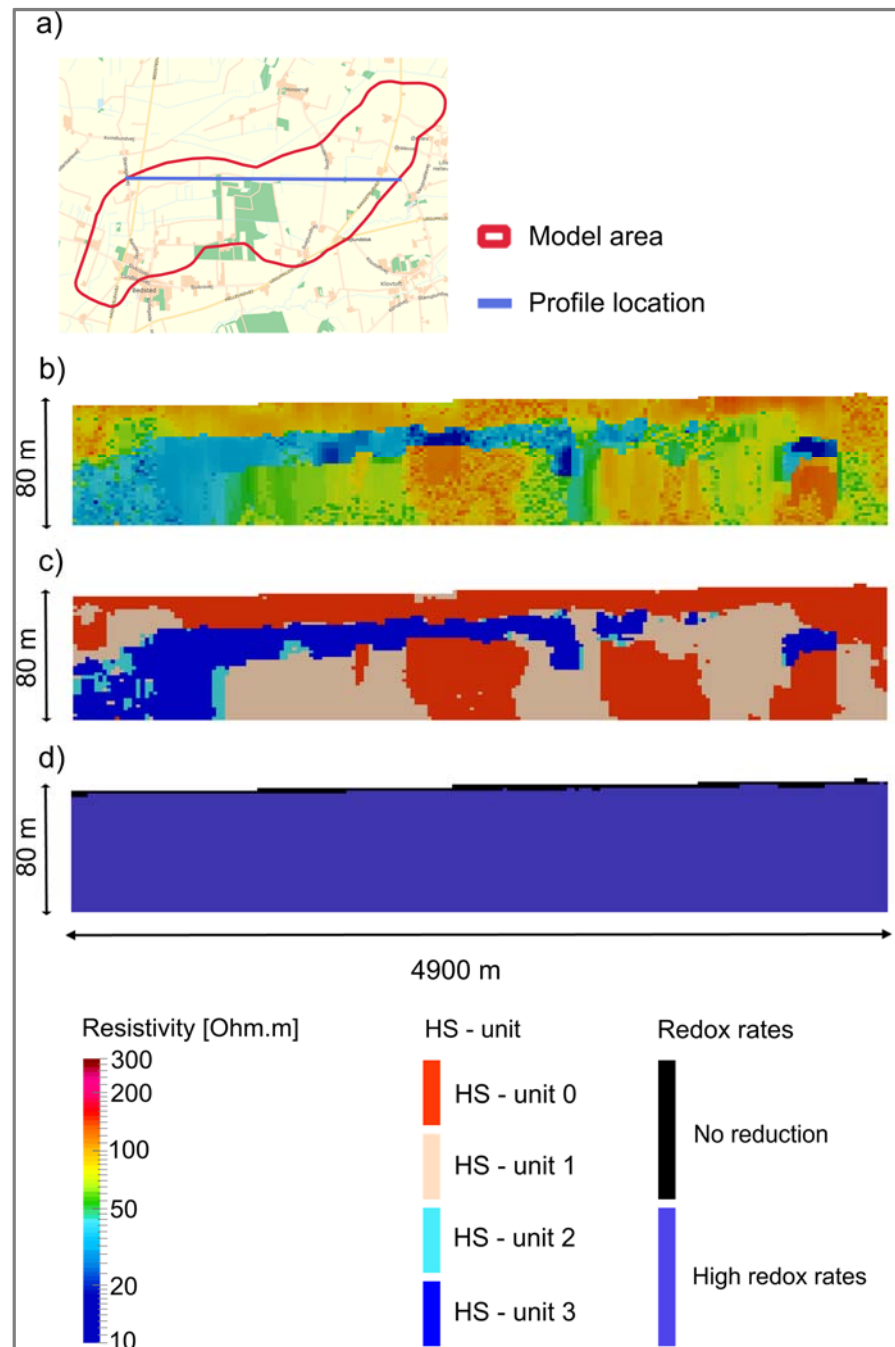 a)
Bedsted
Model area
Profile location
b)
80 m
c)
80 m
d)
80 m
4900 m
Resistivity [Ohm.m]
300
200
100
50
20
10
HS - unit
HS - unit 0
HS - unit 1
HS - unit 2
HS - unit 3
Redox rates
No reduction
High redox rates